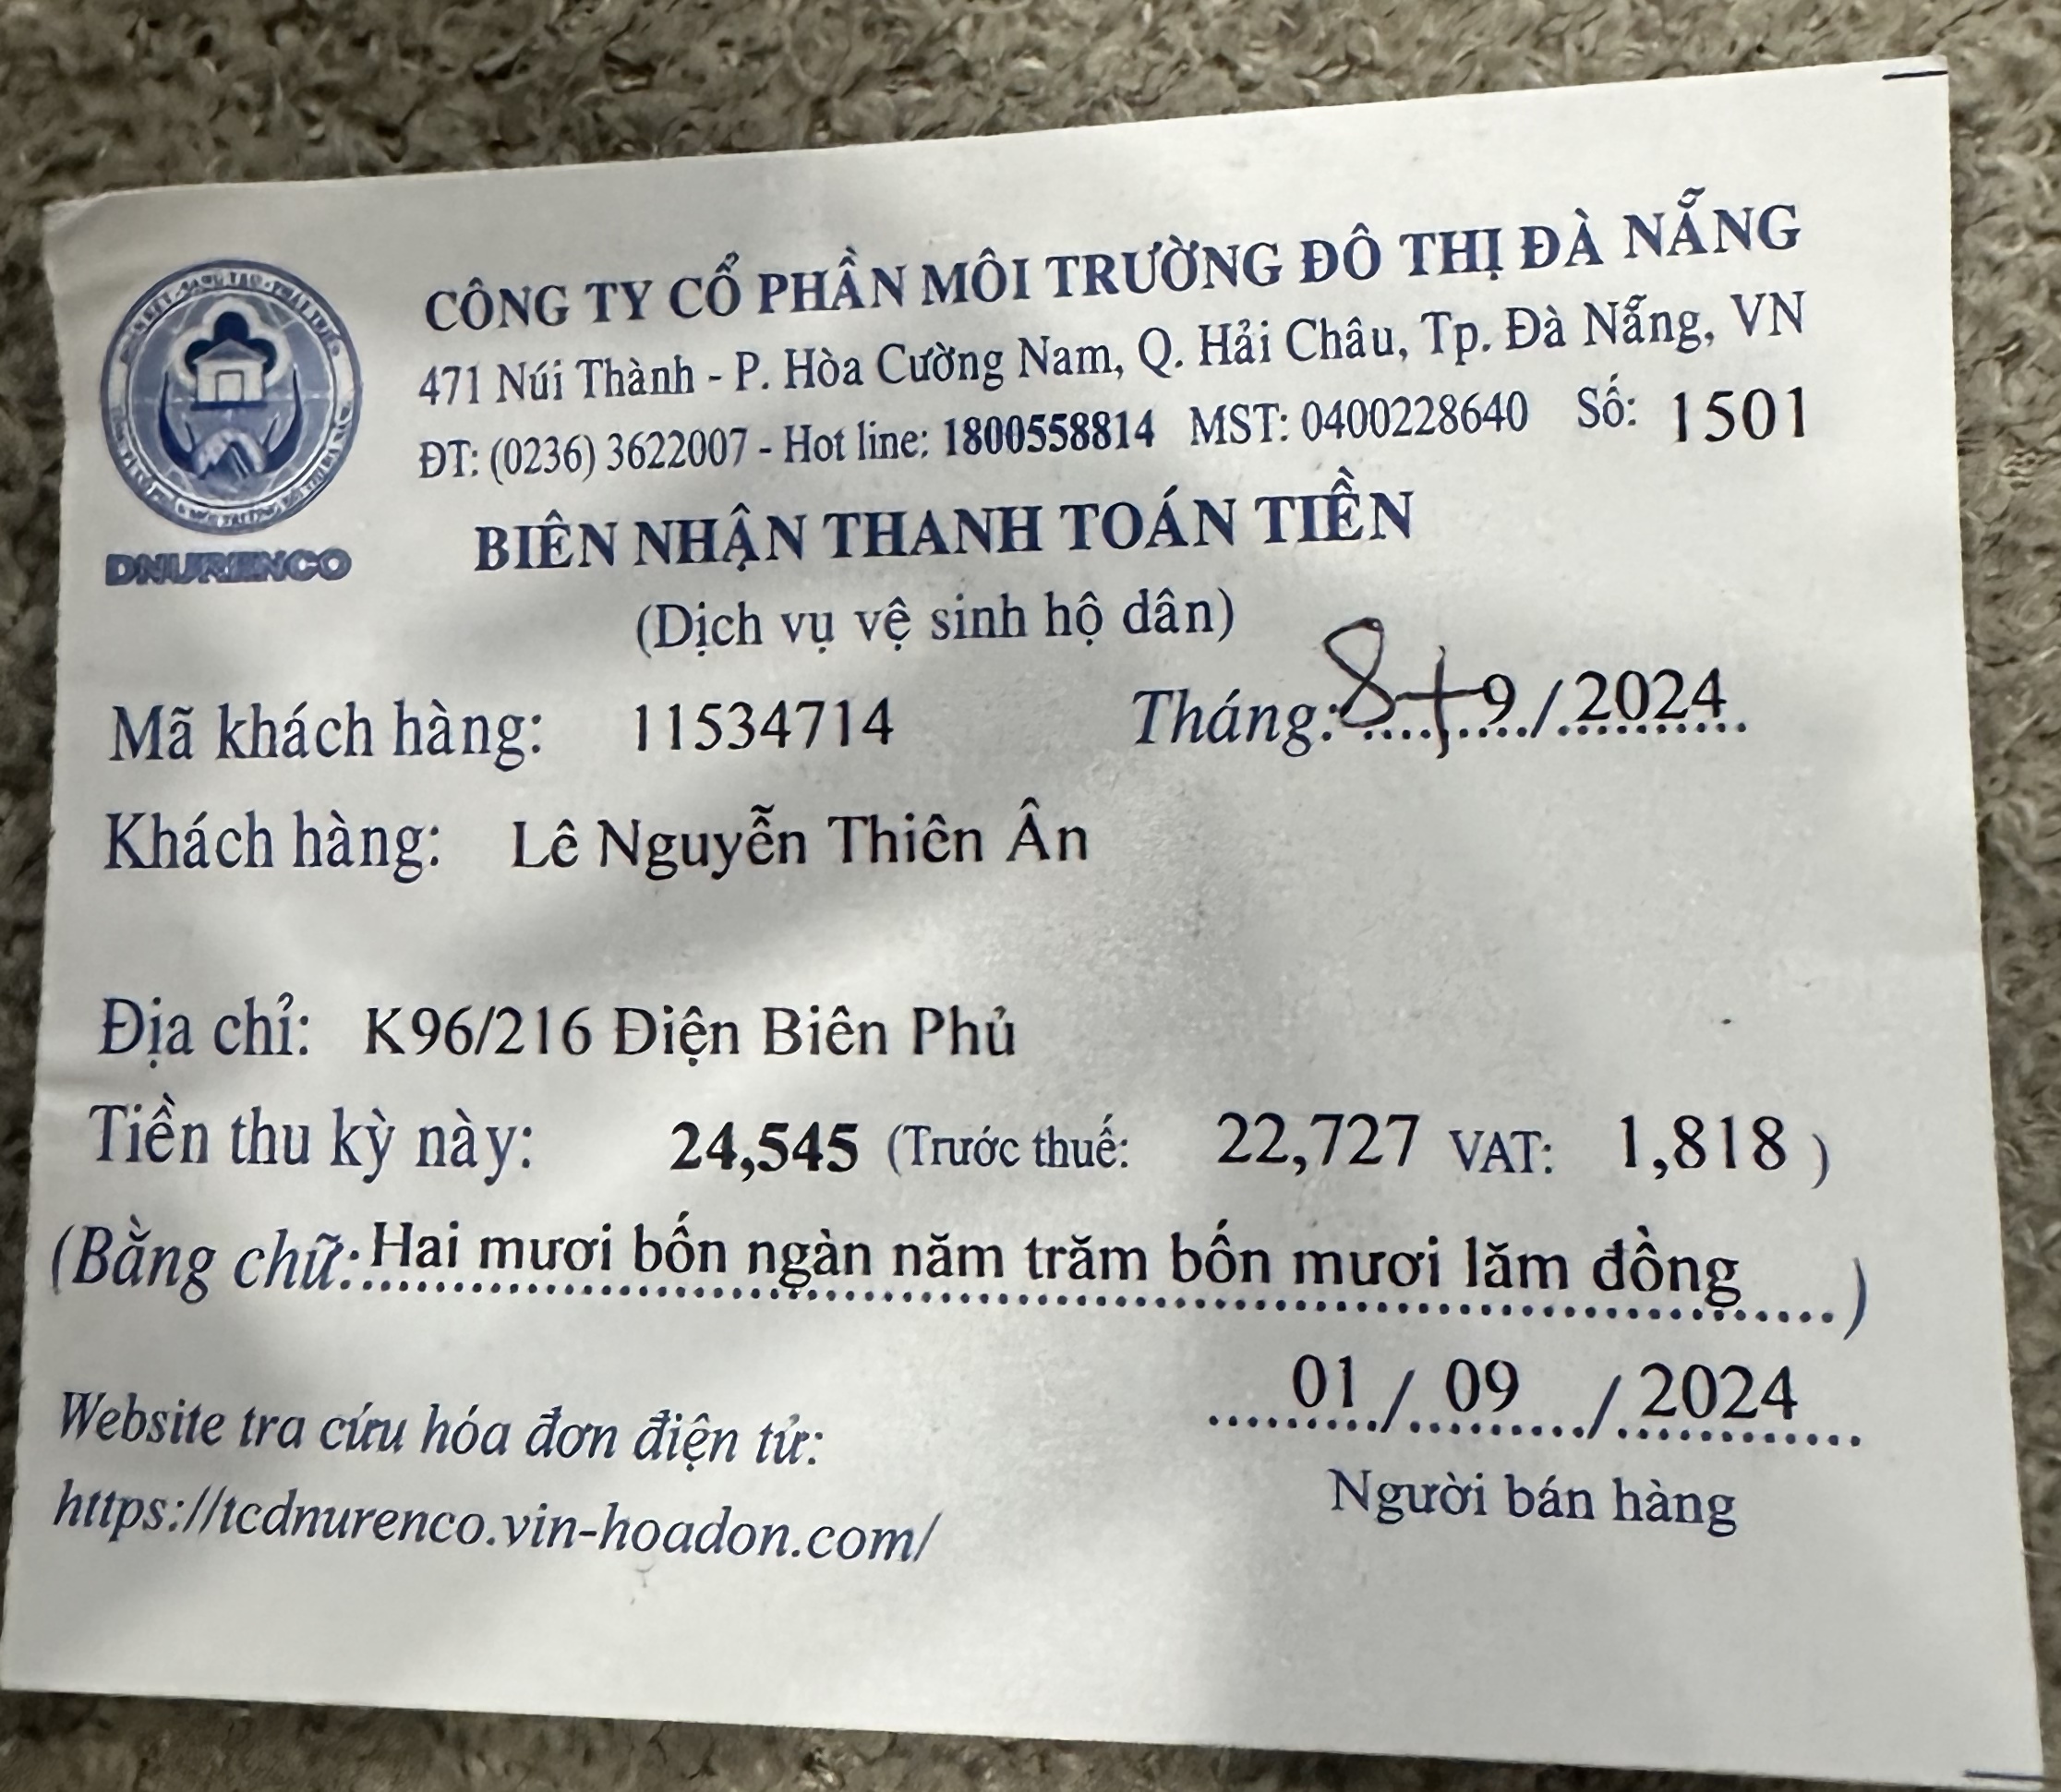 CÔNG TY CỔ PHẦN MÔI TRƯỜNG ĐÔ THỊ ĐÀ NẴNG
471 Núi Thành - P. Hòa Cường Nam, Q. Hải Châu, Tp. Đà Nẵng, VN
ĐT: (0236) 3622007 - Hot line: 1800558814 MST: 0400228640 Số: 1501
DNURENCO
BIÊN NHẬN THANH TOÁN TIỀN
(Dịch vụ vệ sinh hộ dân)
Mã khách hàng: 11534714 Tháng: 8+9/2024
Khách hàng: Lê Nguyễn Thiên Ân
Địa chỉ: K96/216 Điện Biên Phủ
Tiền thu kỳ này: 24,545 (Trước thuế: 22,727 VAT: 1,818 )
(Bằng chữ: Hai mươi bốn ngàn năm trăm bốn mươi lăm đồng )
01 / 09 / 2024
Website tra cứu hóa đơn điện tử:
Người bán hàng
https://tcdnurenco.vin-hoadon.com/